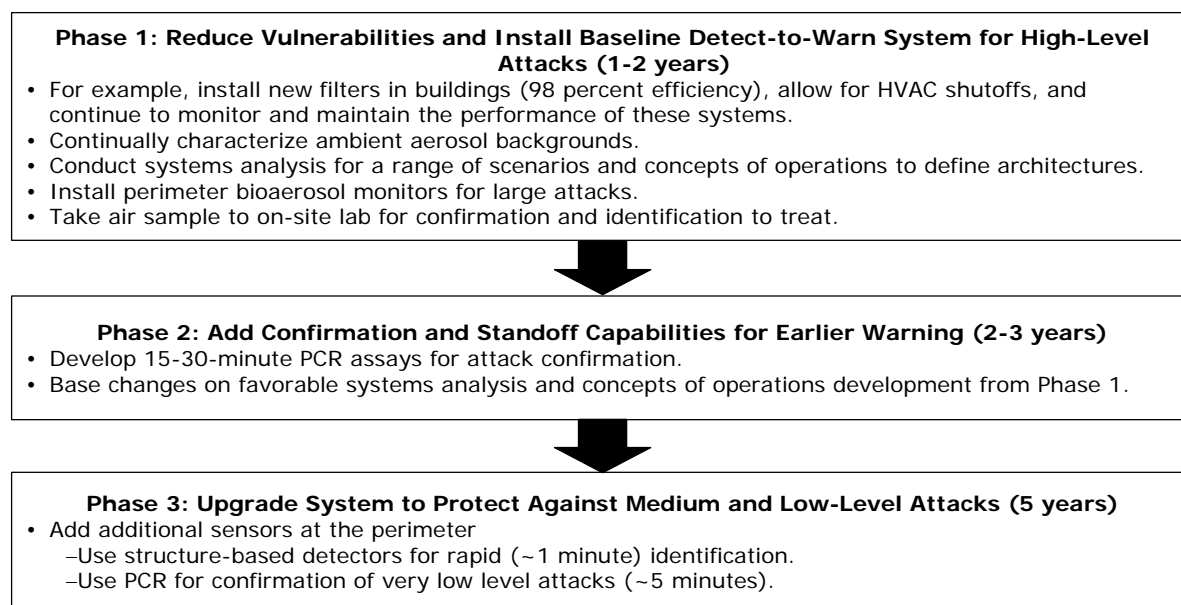 Phase 1: Reduce Vulnerabilities and Install Baseline Detect-to-Warn System for High-Level
Attacks (1-2 years)
• For example, install new filters in buildings (98 percent efficiency), allow for HVAC shutoffs, and
continue to monitor and maintain the performance of these systems.
• Continually characterize ambient aerosol backgrounds.
• Conduct systems analysis for a range of scenarios and concepts of operations to define architectures.
• Install perimeter bioaerosol monitors for large attacks.
• Take air sample to on-site lab for confirmation and identification to treat.
Phase 2: Add Confirmation and Standoff Capabilities for Earlier Warning (2-3 years)
• Develop 15-30-minute PCR assays for attack confirmation.
• Base changes on favorable systems analysis and concepts of operations development from Phase 1.
Phase 3: Upgrade System to Protect Against Medium and Low-Level Attacks (5 years)
• Add additional sensors at the perimeter
–Use structure-based detectors for rapid (~1 minute) identification.
–Use PCR for confirmation of very low level attacks (~5 minutes).